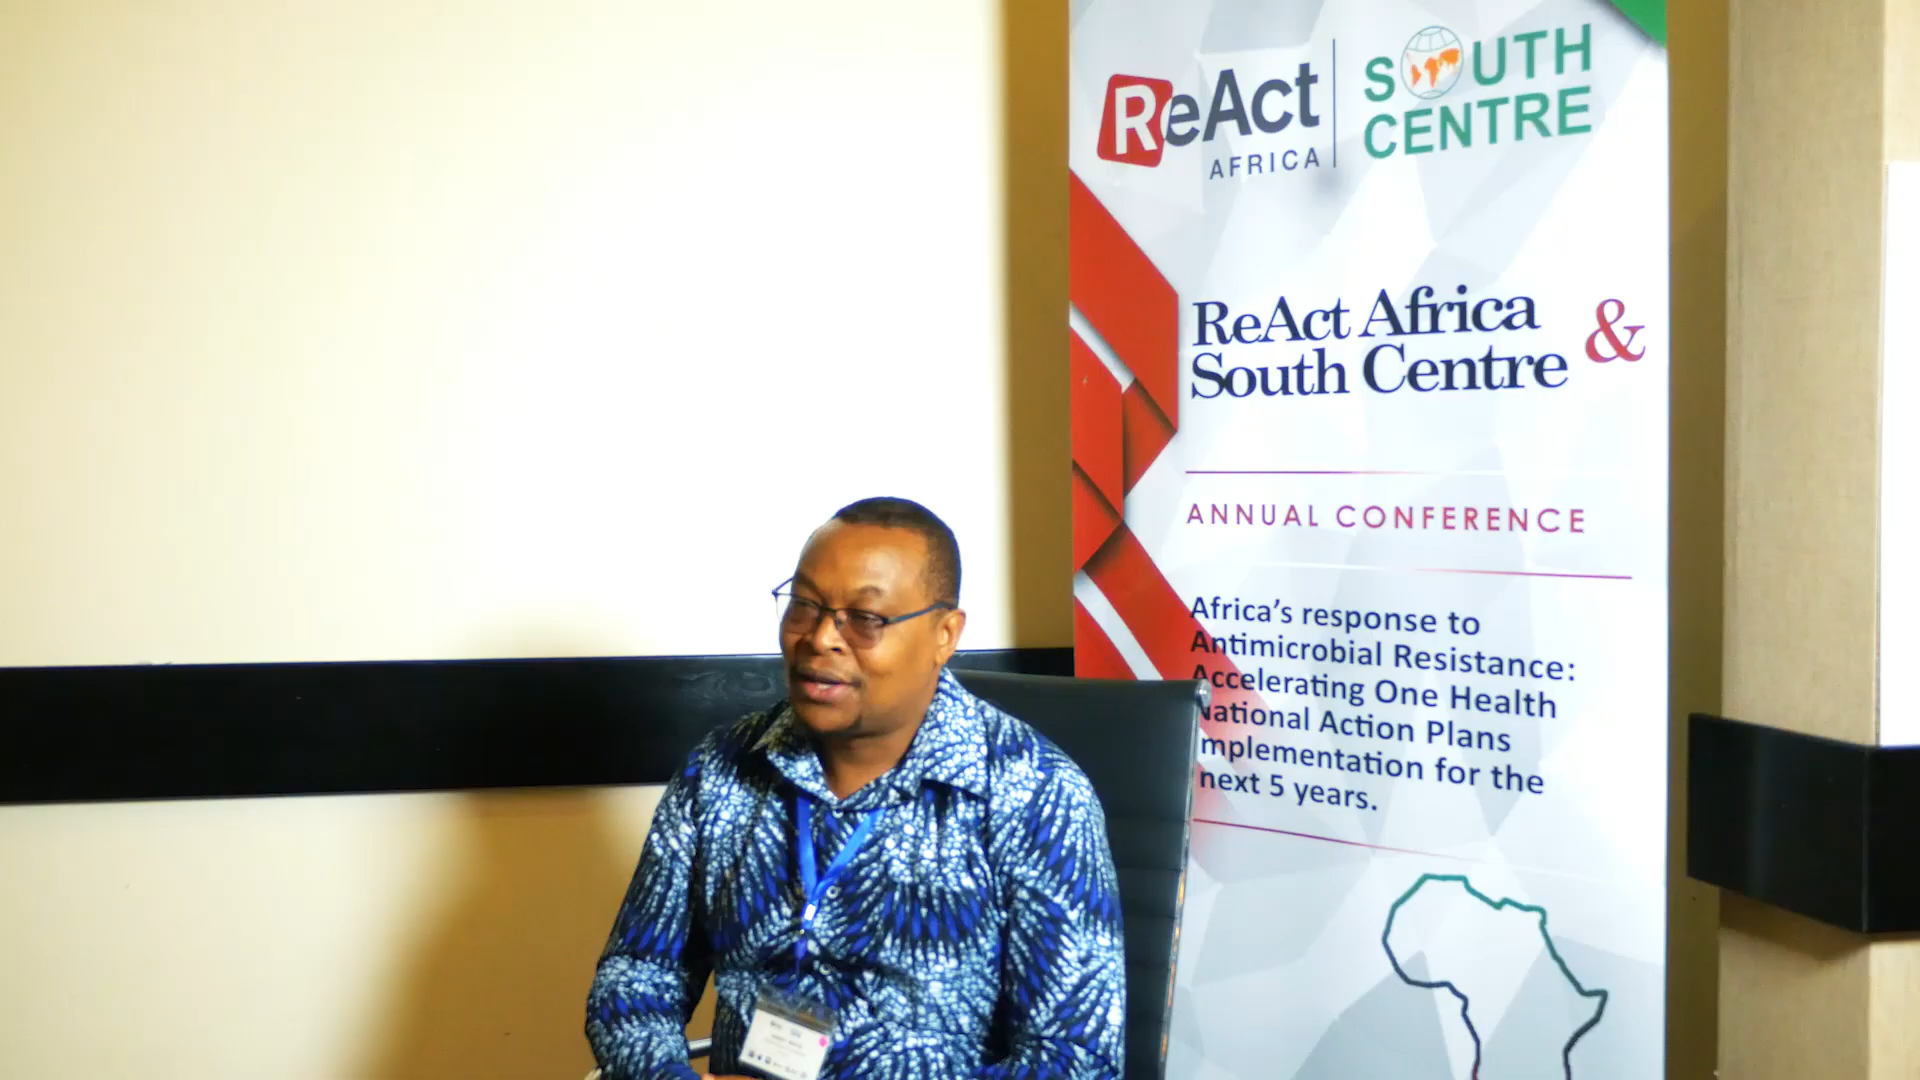 ReAct
AFRICA
SOUTH
CENTRE
ReAct Africa &
South Centre
ANNUAL CONFERENCE
Africa's response to
Antimicrobial Resistance:
Accelerating One Health
National Action Plans
Implementation for the
next 5 years.